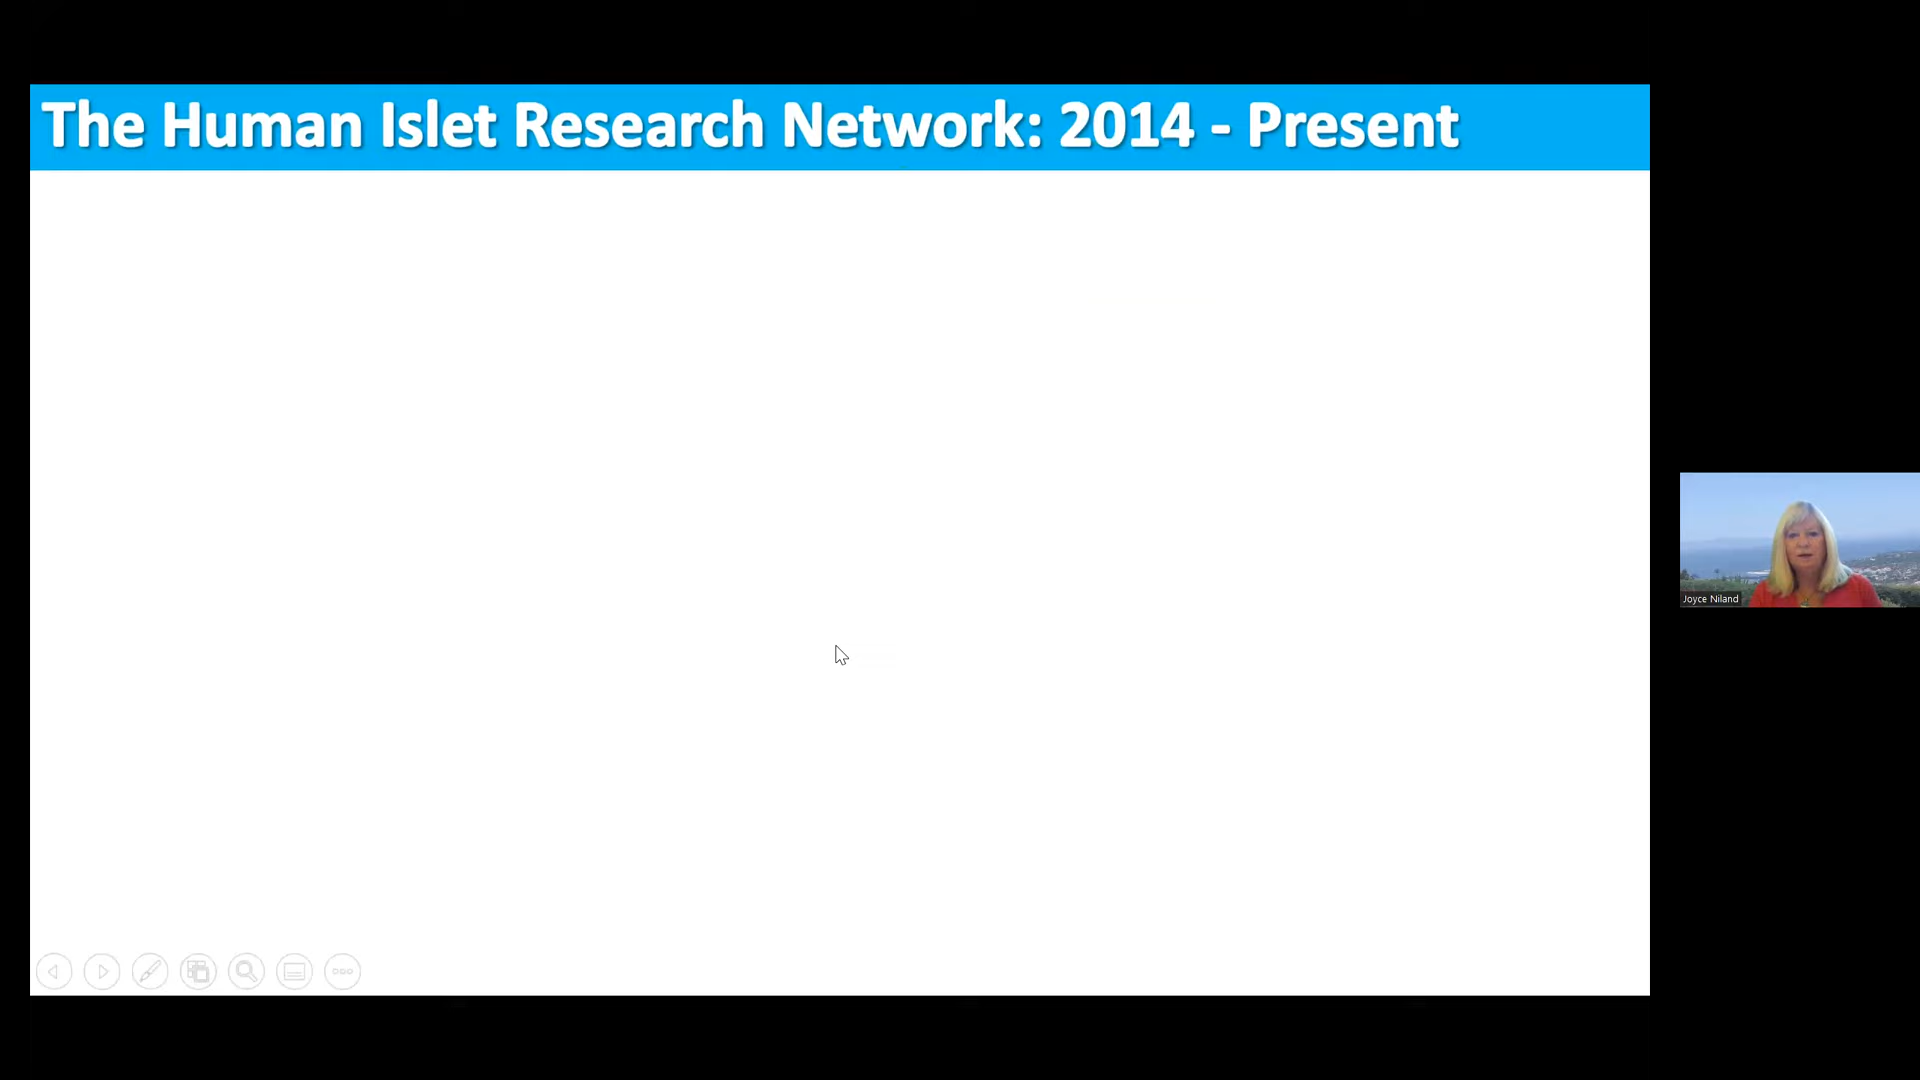 The Human Islet Research Network: 2014 - Present
Joyce Niland